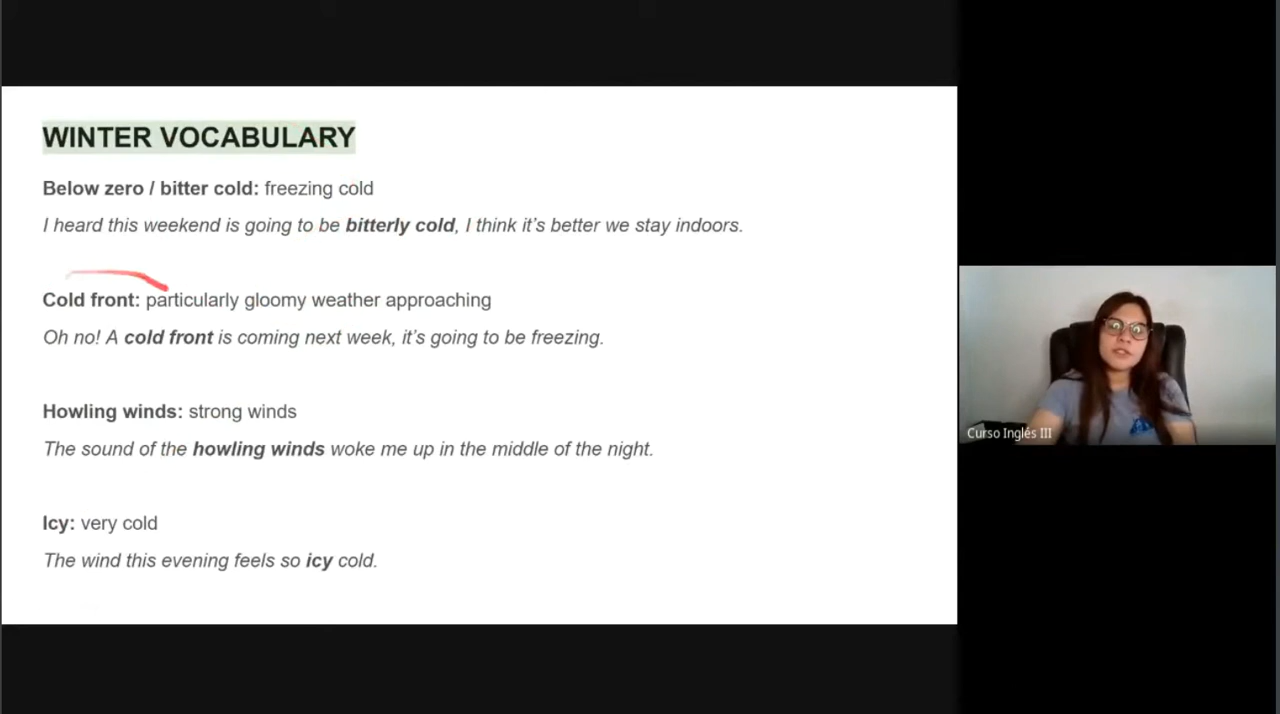 WINTER VOCABULARY
Below zero / bitter cold: freezing cold
I heard this weekend is going to be bitterly cold, I think it's better we stay indoors.
Cold front: particularly gloomy weather approaching
Oh no! A cold front is coming next week, it's going to be freezing.
Howling winds: strong winds
The sound of the howling winds woke me up in the middle of the night.
Icy: very cold
The wind this evening feels so icy cold.
Curso Inglés III